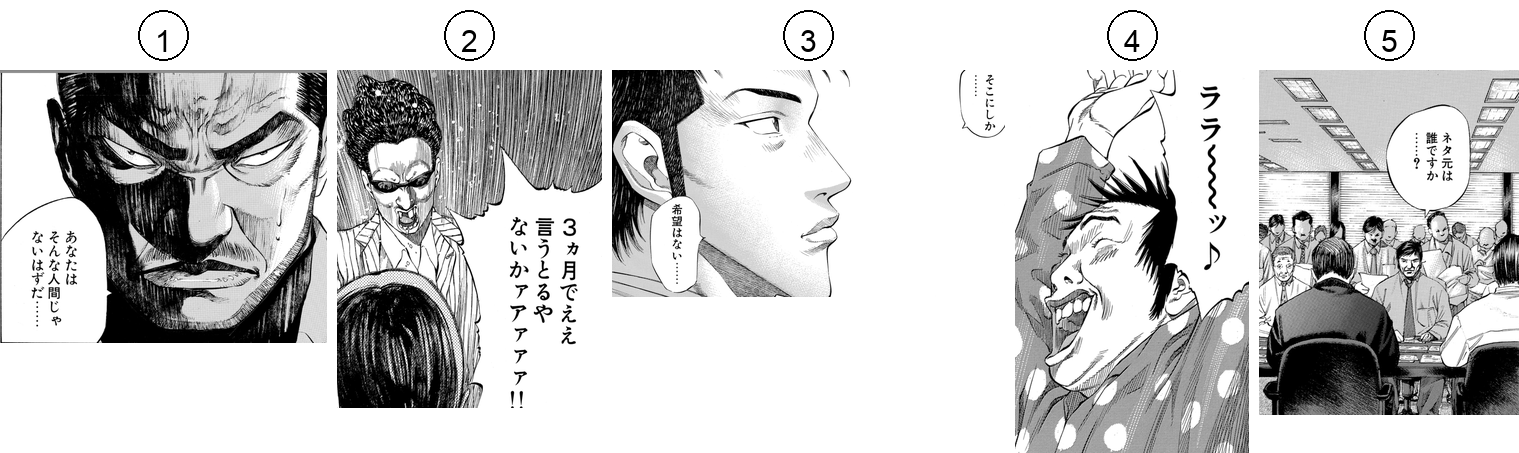 1
あなたは
そんな人間じゃ
ないはずだ……
2
3ヵ月でええ
言うとるや
ないかァアァァァ!!
3
そこにしか
……
希望はない……
4
ララ〜〜〜ッ♪
5
ネタ元は
誰ですか
……?